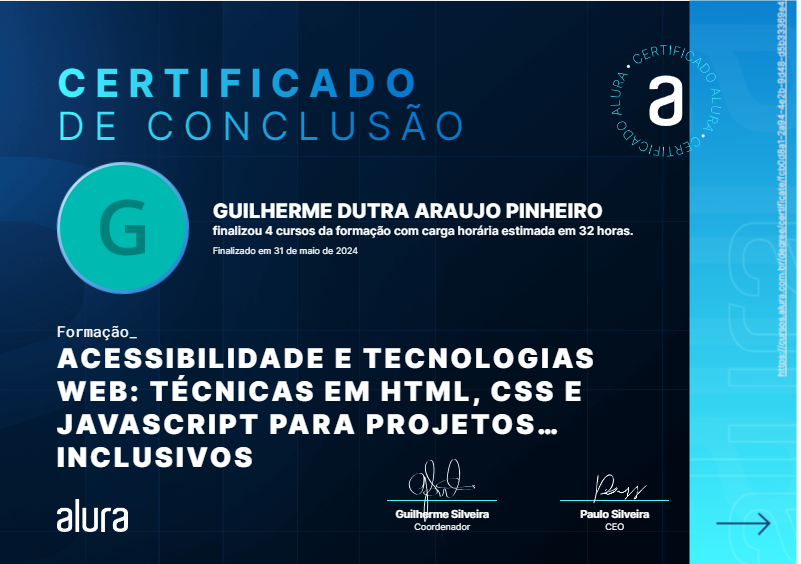 CERTIFICADO
DE CONCLUSÃO
CERTIFICADO ALURA • CERTIFICADO ALURA •
a
G
GUILHERME DUTRA ARAUJO PINHEIRO
finalizou 4 cursos da formação com carga horária estimada em 32 horas.
Finalizado em 31 de maio de 2024
Formação_
ACESSIBILIDADE E TECNOLOGIAS
WEB: TÉCNICAS EM HTML, CSS E
JAVASCRIPT PARA PROJETOS…
INCLUSIVOS
alura
Guilherme Silveira
Coordenador
Paulo Silveira
CEO